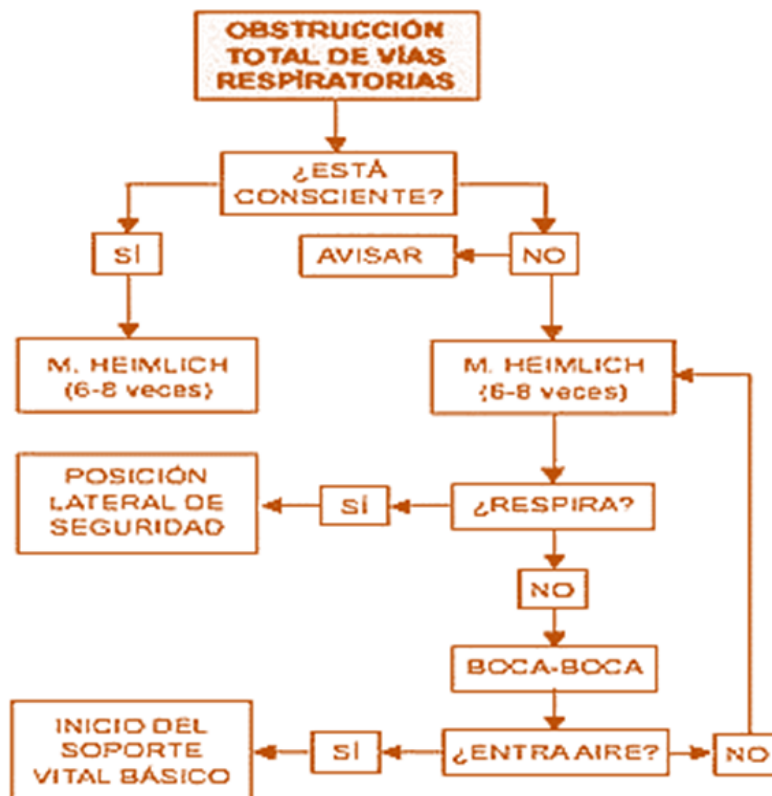 OBSTRUCCIÓN
TOTAL DE VÍAS
RESPIRATORIAS
¿ESTÁ
CONSCIENTE?
SÍ
AVISAR
NO
M. HEIMLICH
(6-8 veces)
M. HEIMLICH
(6-8 veces)
POSICIÓN
LATERAL DE
SEGURIDAD
SÍ
¿RESPIRA?
NO
BOCA-BOCA
INICIO DEL
SOPORTE
VITAL BÁSICO
SÍ
¿ENTRA AIRE?
NO